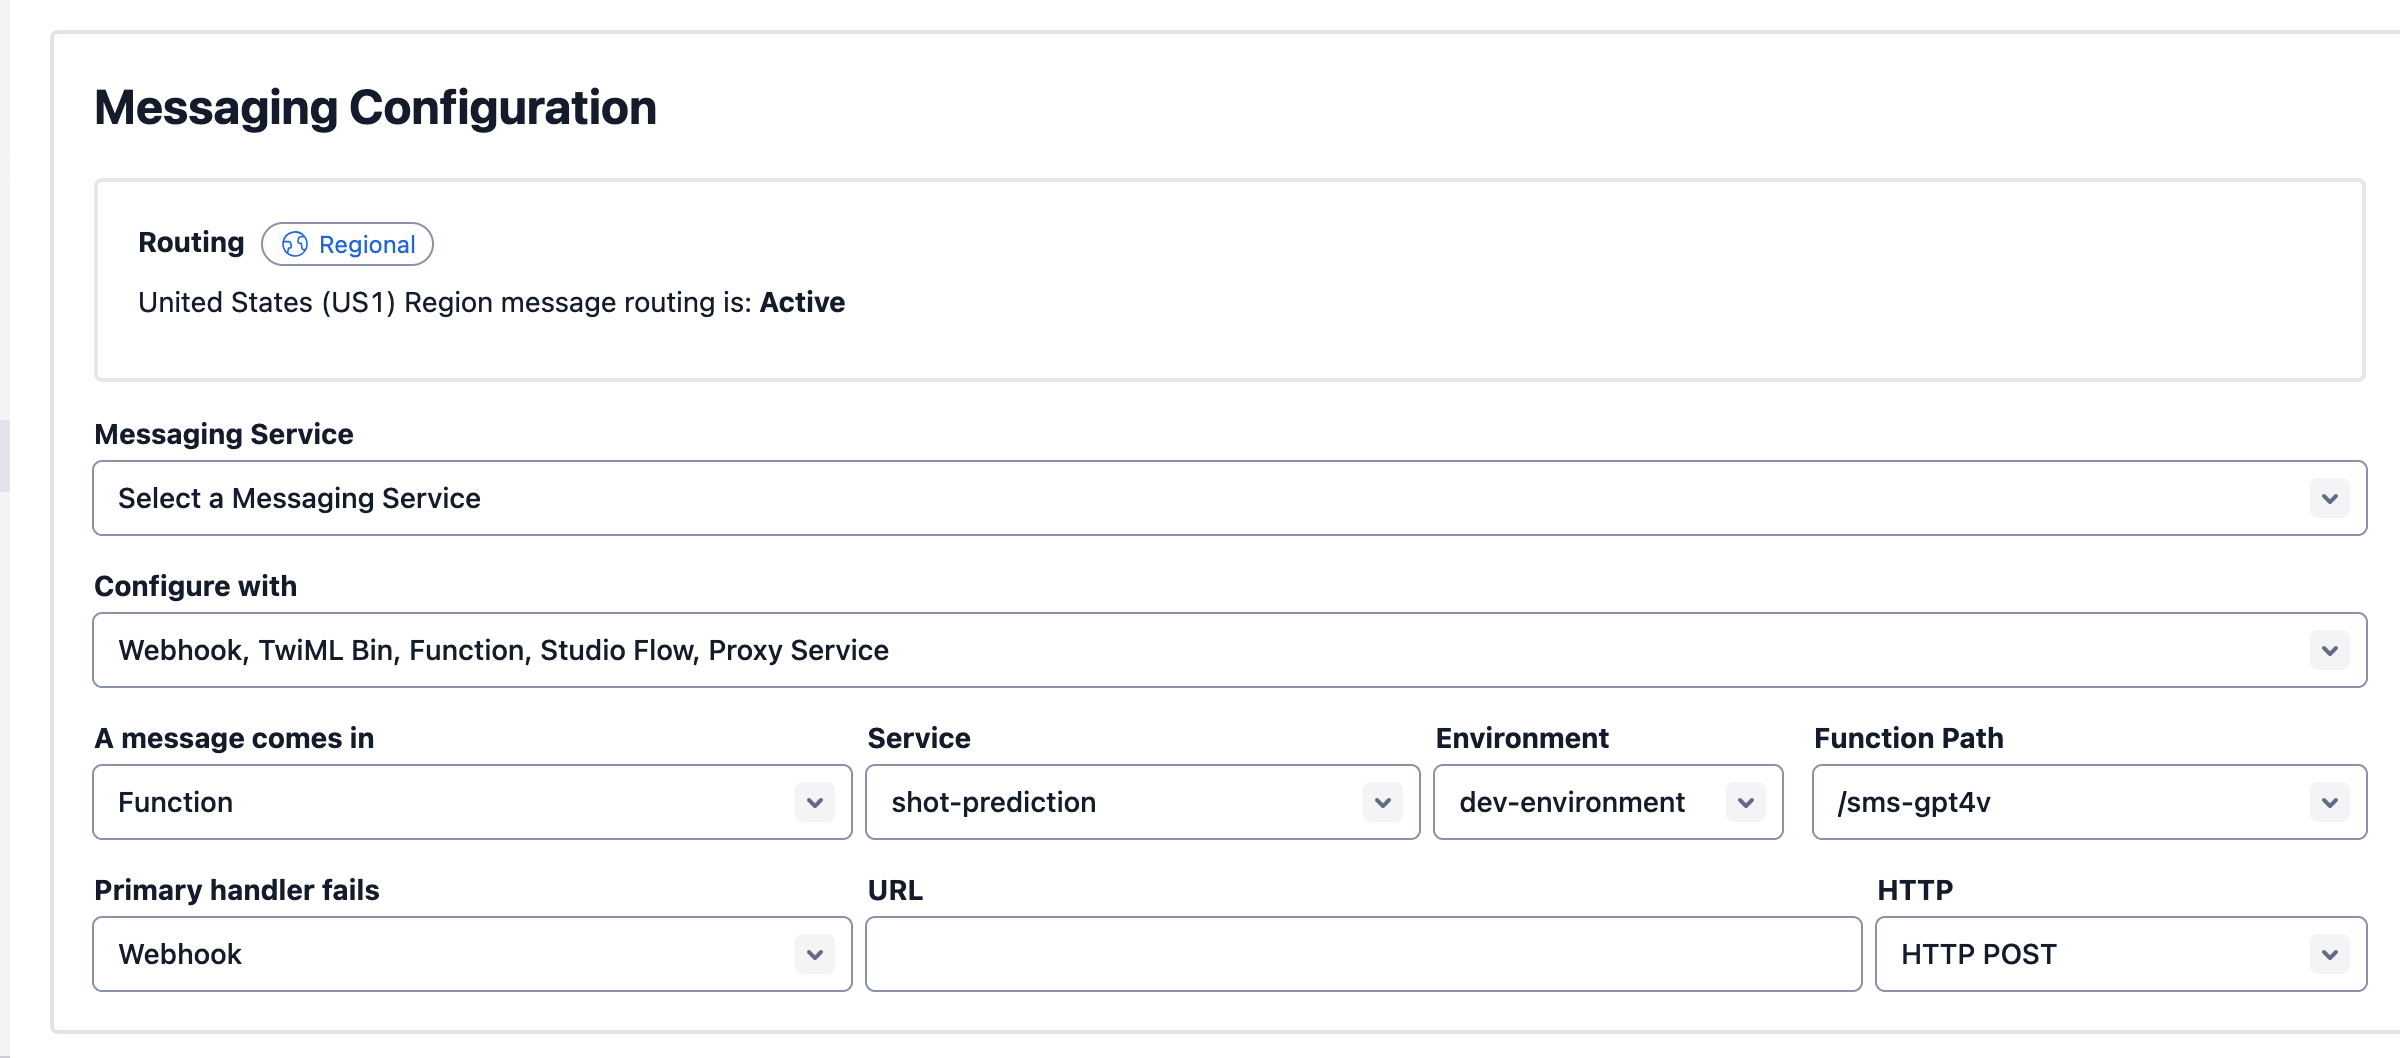 Messaging Configuration
Routing Regional
United States (US1) Region message routing is: Active
Messaging Service
Select a Messaging Service
Configure with
Webhook, TwiML Bin, Function, Studio Flow, Proxy Service
A message comes in Service Environment Function Path
Function shot-prediction dev-environment /sms-gpt4v
Primary handler fails URL HTTP
Webhook HTTP POST